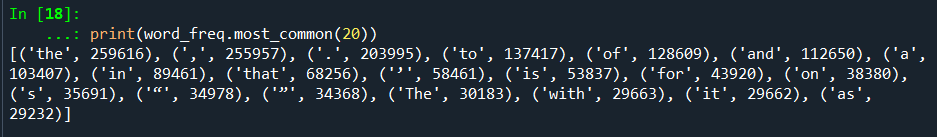 In [18]:
   ...: print(word_freq.most_common(20))
[('the', 259616), (',', 255957), ('.', 203995), ('to', 137417), ('of', 128609), ('and', 112650), ('a',
103407), ('in', 89461), ('that', 68256), ('’', 58461), ('is', 53837), ('for', 43920), ('on', 38380),
('s', 35691), ('“', 34978), ('”', 34368), ('The', 30183), ('with', 29663), ('it', 29662), ('as',
29232)]